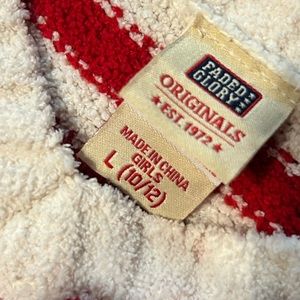 FADED
GLORY
ORIGINALS
EST. 1972
MADE IN CHINA
GIRLS
L (10/12)